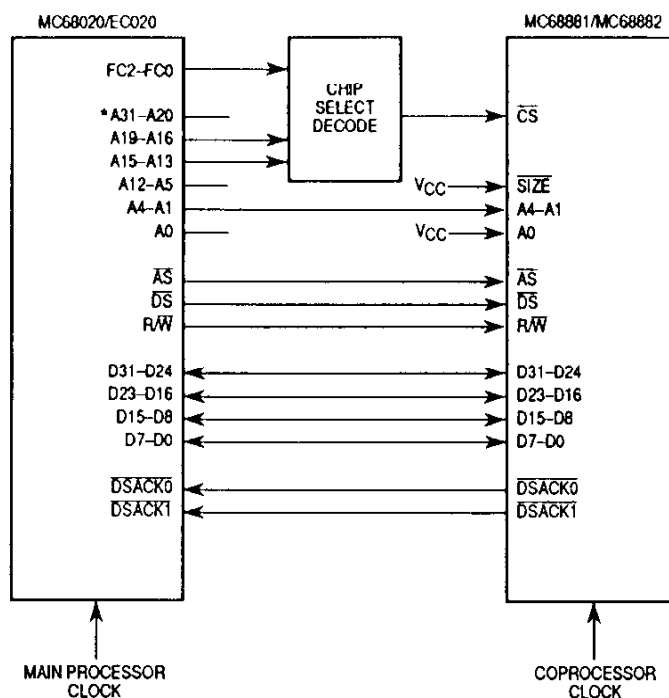 MC68020/EC020
MC68881/MC68882
FC2–FC0
CHIP
SELECT
DECODE
*A31–A20
CS
A19–A16
A15–A13
A12–A5
VCC
SIZE
A4–A1
A4–A1
A0
VCC
A0
AS
AS
DS
DS
R/W
R/W
D31–D24
D31–D24
D23–D16
D23–D16
D15–D8
D15–D8
D7–D0
D7–D0
DSACK0
DSACK0
DSACK1
DSACK1
MAIN PROCESSOR
CLOCK
COPROCESSOR
CLOCK